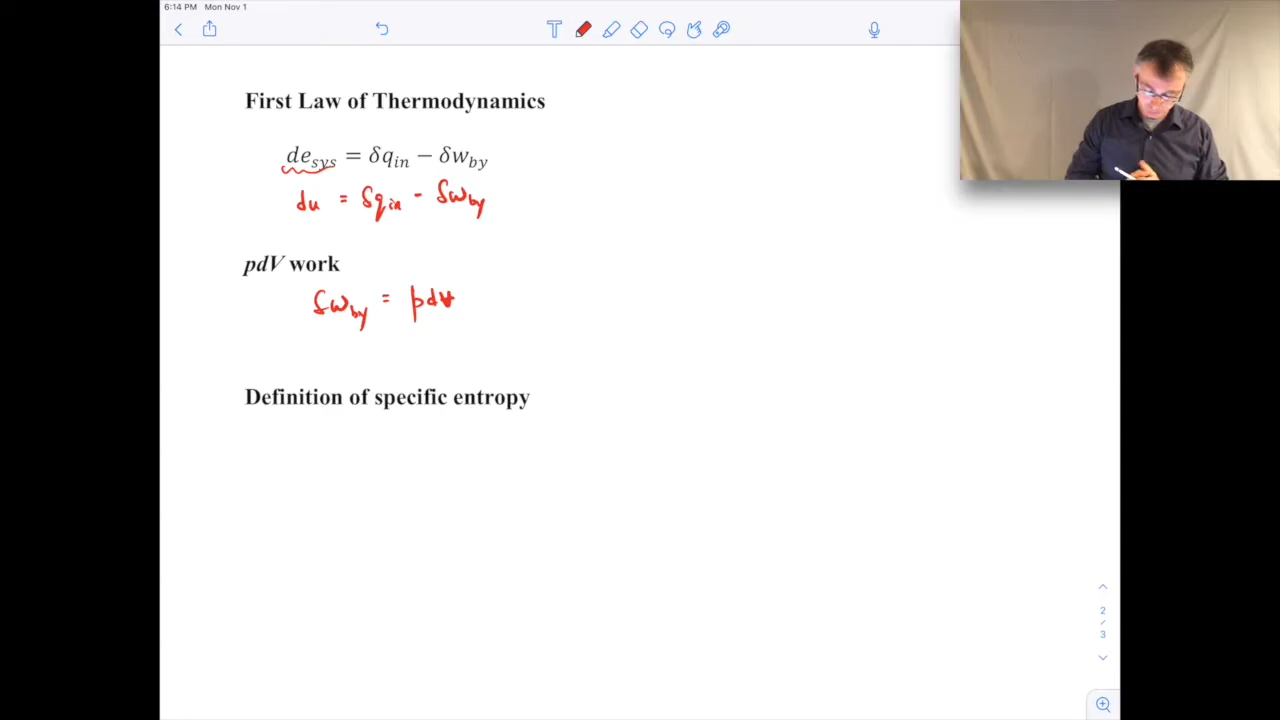 6:14 PM Mon Nov 1
T
First Law of Thermodynamics
de_sys = δq_in − δw_by
du = δq_in - δw_by
pdV work
δw_by = pdV
Definition of specific entropy
2
/
3